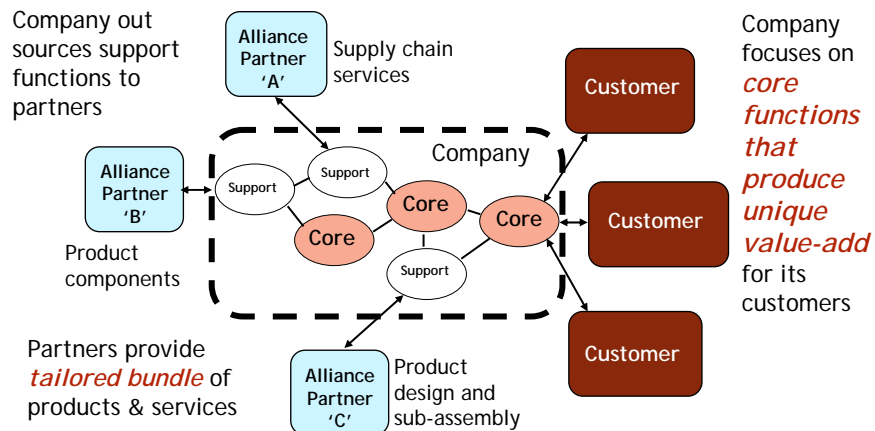 Company out
sources support
functions to
partners
Alliance
Partner
'A'
Supply chain
services
Customer
Company
focuses on
core
functions
that
produce
unique
value-add
for its
customers
Company
Alliance
Partner
'B'
Support
Support
Core
Core
Core
Customer
Product
components
Support
Customer
Partners provide
tailored bundle of
products & services
Alliance
Partner
'C'
Product
design and
sub-assembly